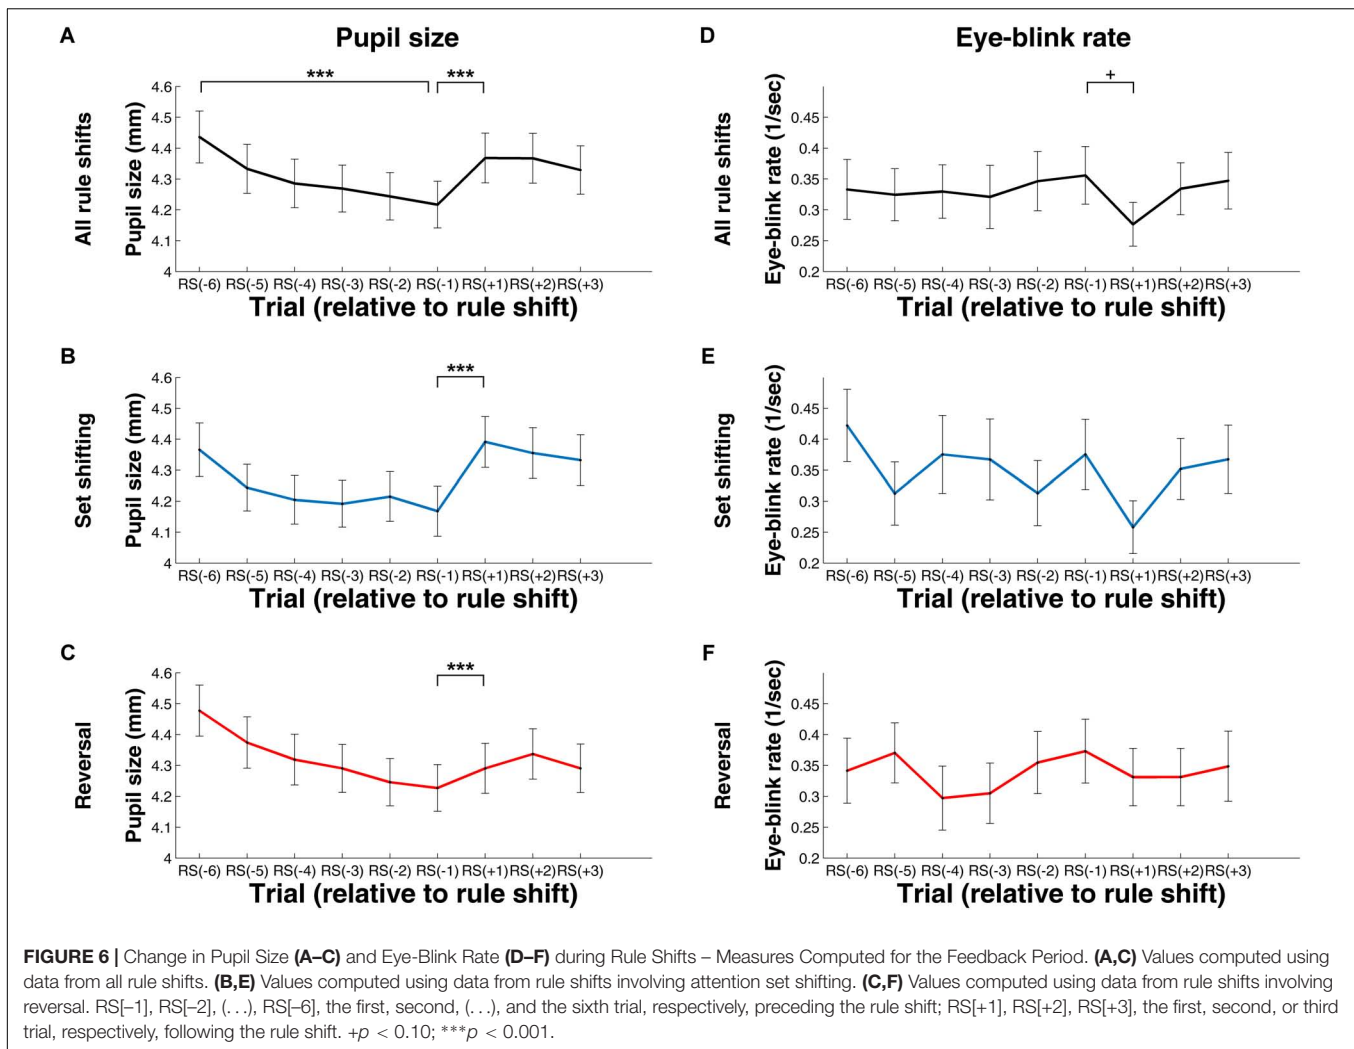 A
Pupil size
D
Eye-blink rate
All rule shifts
Pupil size (mm)
4.6
4.5
4.4
4.3
4.2
4.1
4
***
***
RS(-6) RS(-5) RS(-4) RS(-3) RS(-2) RS(-1) RS(+1) RS(+2) RS(+3)
Trial (relative to rule shift)
All rule shifts
Eye-blink rate (1/sec)
0.45
0.4
0.35
0.3
0.25
0.2
+
RS(-6) RS(-5) RS(-4) RS(-3) RS(-2) RS(-1) RS(+1) RS(+2) RS(+3)
Trial (relative to rule shift)
B
Set shifting
Pupil size (mm)
4.6
4.5
4.4
4.3
4.2
4.1
4
***
RS(-6) RS(-5) RS(-4) RS(-3) RS(-2) RS(-1) RS(+1) RS(+2) RS(+3)
Trial (relative to rule shift)
E
Set shifting
Eye-blink rate (1/sec)
0.45
0.4
0.35
0.3
0.25
0.2
RS(-6) RS(-5) RS(-4) RS(-3) RS(-2) RS(-1) RS(+1) RS(+2) RS(+3)
Trial (relative to rule shift)
C
Reversal
Pupil size (mm)
4.6
4.5
4.4
4.3
4.2
4.1
4
***
RS(-6) RS(-5) RS(-4) RS(-3) RS(-2) RS(-1) RS(+1) RS(+2) RS(+3)
Trial (relative to rule shift)
F
Reversal
Eye-blink rate (1/sec)
0.45
0.4
0.35
0.3
0.25
0.2
RS(-6) RS(-5) RS(-4) RS(-3) RS(-2) RS(-1) RS(+1) RS(+2) RS(+3)
Trial (relative to rule shift)
FIGURE 6 | Change in Pupil Size (A–C) and Eye-Blink Rate (D–F) during Rule Shifts – Measures Computed for the Feedback Period. (A,C) Values computed using
data from all rule shifts. (B,E) Values computed using data from rule shifts involving attention set shifting. (C,F) Values computed using data from rule shifts involving
reversal. RS[–1], RS[–2], (. . .), RS[–6], the first, second, (. . .), and the sixth trial, respectively, preceding the rule shift; RS[+1], RS[+2], RS[+3], the first, second, or third
trial, respectively, following the rule shift. +p < 0.10; ***p < 0.001.